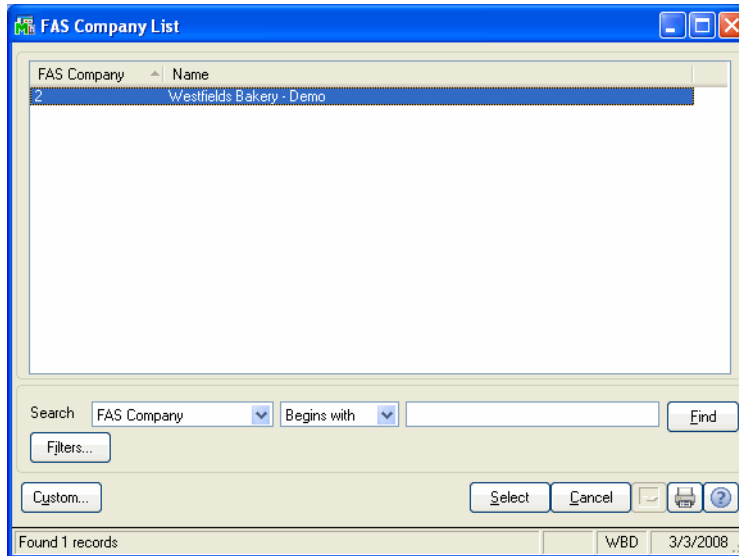 FAS Company List
FAS Company Name
2 Westfields Bakery - Demo
Search FAS Company Begins with Find
Filters...
Custom... Select Cancel
Found 1 records WBD 3/3/2008